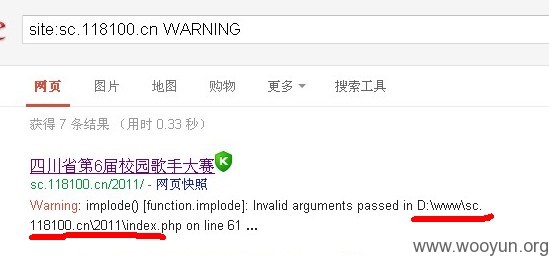 e
site:sc.118100.cn WARNING
网页 图片 地图 购物 更多 搜索工具
获得 7 条结果 （用时 0.33 秒）
四川省第6届校园歌手大赛 K
sc.118100.cn/2011/ - 网页快照
Warning: implode() [function.implode]: Invalid arguments passed in D:\www\sc.
118100.cn\2011\index.php on line 61 ...
www.wooyun.org